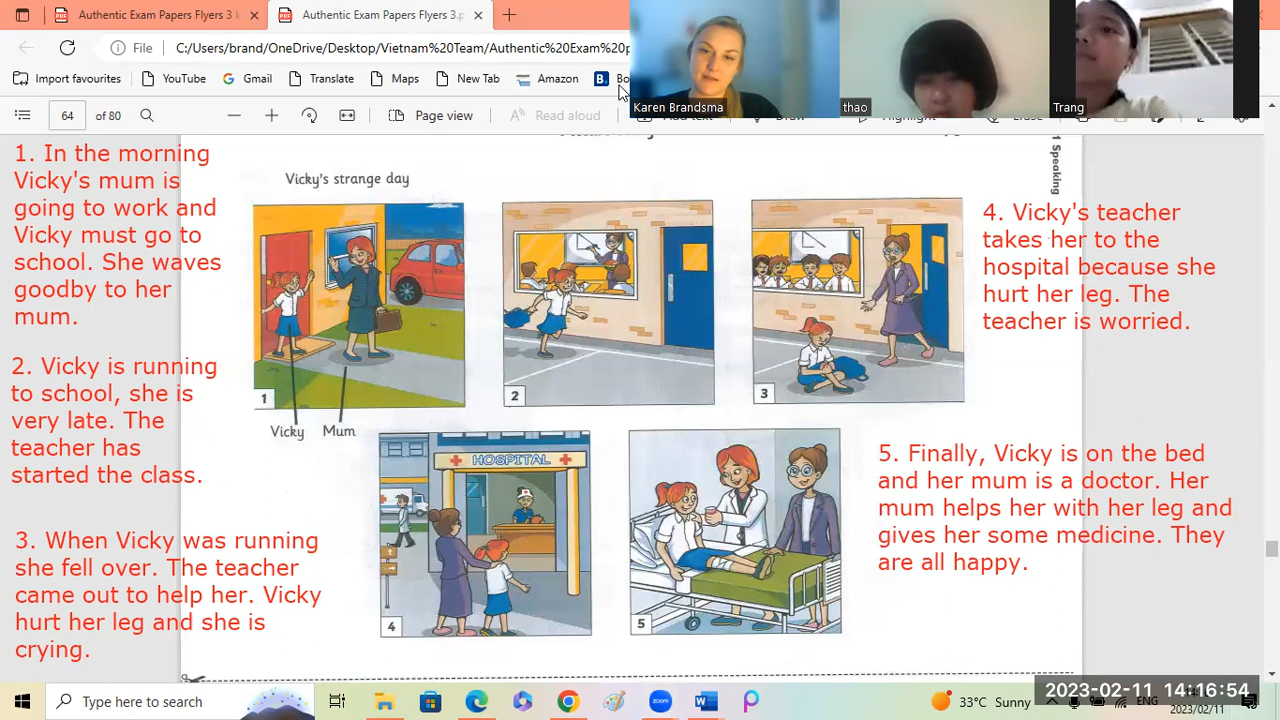 Authentic Exam Papers Flyers 3 k
Authentic Exam Papers Flyers 3.p
File
C:/Users/brand/OneDrive/Desktop/Vietnam%20Team/Authentic%20Exam%20p
Import favourites
YouTube
Gmail
Translate
Maps
New Tab
Amazon
B.
Bo
Karen Brandsma
thao
Trang
64
of 80
Page view
Read aloud
Speaking
Vicky's strange day
1. In the morning
Vicky's mum is
going to work and
Vicky must go to
school. She waves
goodby to her
mum.
2. Vicky is running
to school, she is
very late. The
teacher has
started the class.
3. When Vicky was running
she fell over. The teacher
came out to help her. Vicky
hurt her leg and she is
crying.
1
2
3
Vicky
Mum
HOSPITAL
4
5
4. Vicky's teacher
takes her to the
hospital because she
hurt her leg. The
teacher is worried.
5. Finally, Vicky is on the bed
and her mum is a doctor. Her
mum helps her with her leg and
gives her some medicine. They
are all happy.
Type here to search
zoom
33°C Sunny
ENG
2023-02-11 14:16:54
2023/02/11